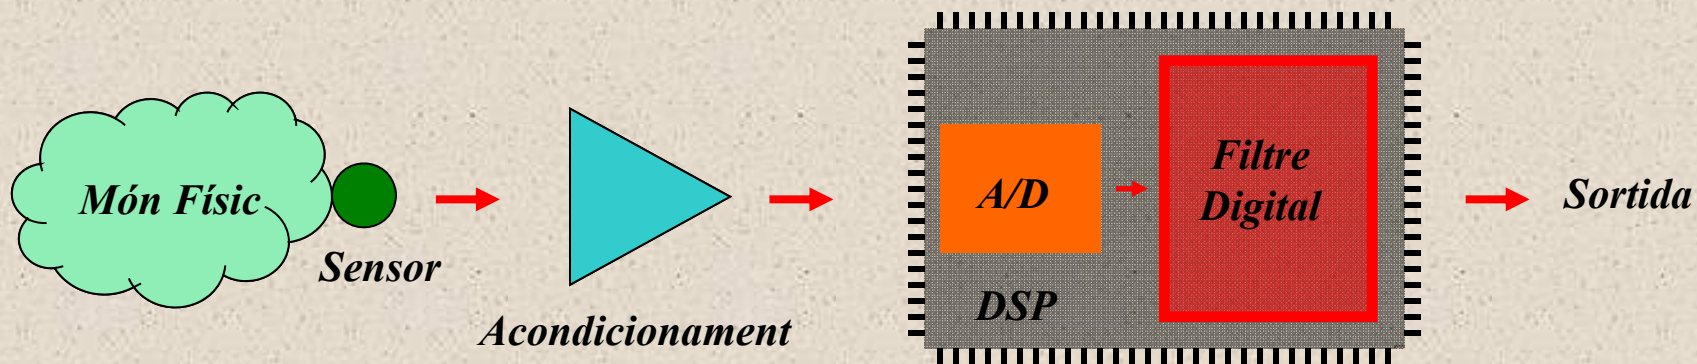 Món Físic
Sensor
Acondicionament
A/D
DSP
Filtre
Digital
Sortida